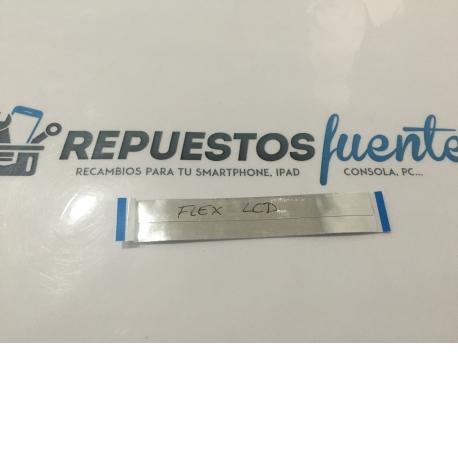 REPUESTOS fuente
RECAMBIOS PARA TU SMARTPHONE, IPAD CONSOLA, PC...
FLEX LCD